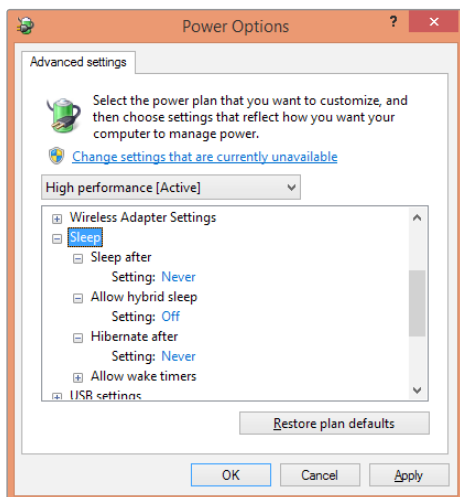 Power Options
?
Advanced settings
Select the power plan that you want to customize, and
then choose settings that reflect how you want your
computer to manage power.
Change settings that are currently unavailable
High performance [Active]
Wireless Adapter Settings
Sleep
Sleep after
Setting: Never
Allow hybrid sleep
Setting: Off
Hibernate after
Setting: Never
Allow wake timers
USB settings
Restore plan defaults
OK Cancel Apply